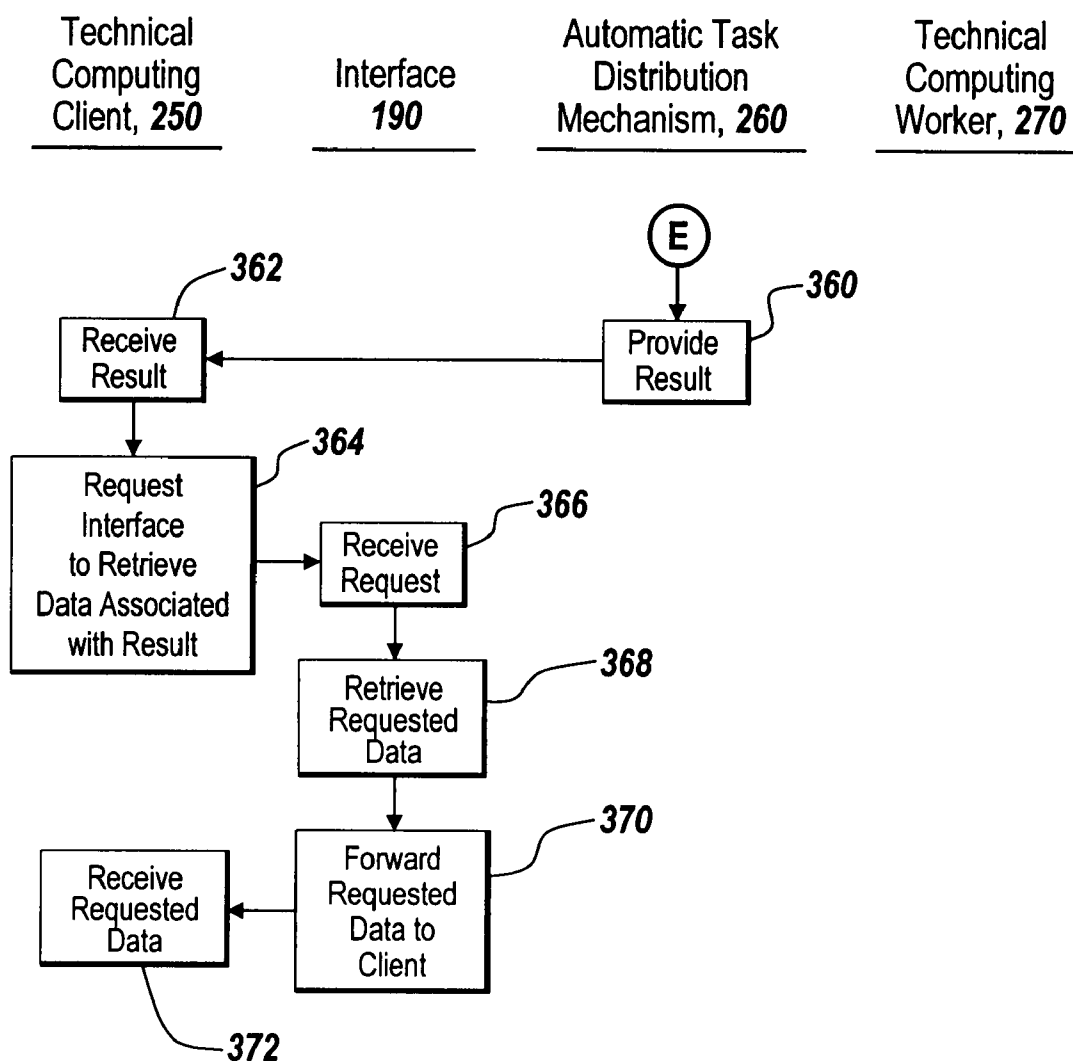 Technical
Computing
Client, 250
Interface
190
Automatic Task
Distribution
Mechanism, 260
Technical
Computing
Worker, 270
E
362
360
Receive
Result
Provide
Result
364
Request
Interface
to Retrieve
Data Associated
with Result
366
Receive
Request
368
Retrieve
Requested
Data
370
Forward
Requested
Data to
Client
Receive
Requested
Data
372